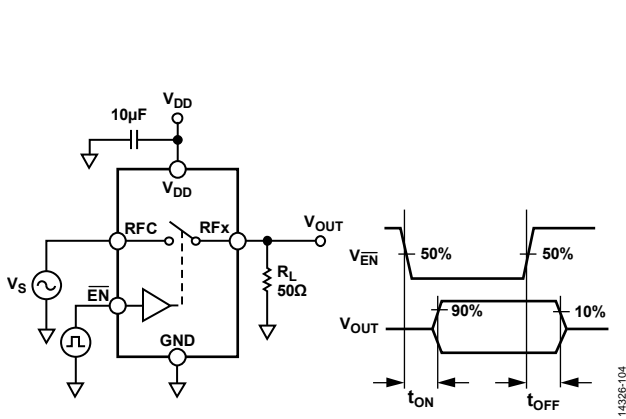 VDD
10µF
VDD
RFC
RFx
VOUT
VS
RL
50Ω
EN
GND
VEN
50%
50%
VOUT
90%
10%
tON
tOFF
14326-104